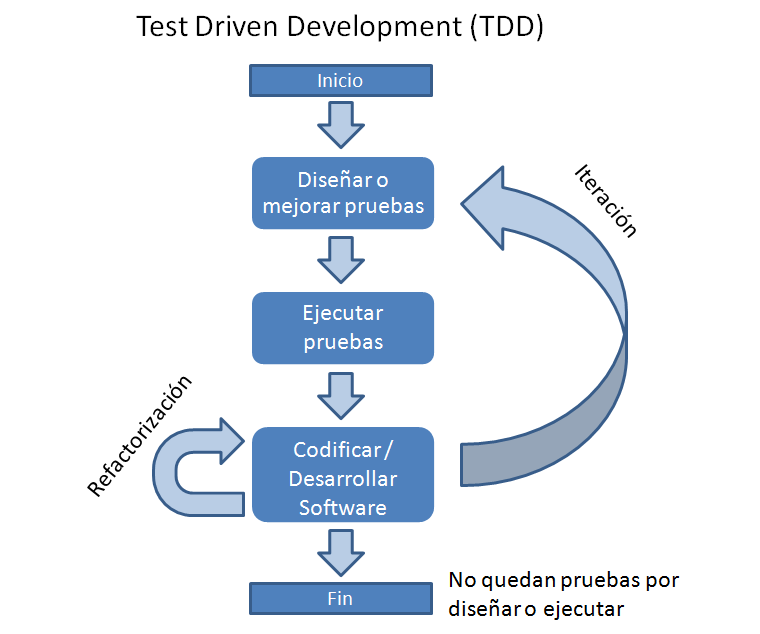 Test Driven Development (TDD)
Inicio
Diseñar o
mejorar pruebas
Iteración
Ejecutar
pruebas
Refactorización
Codificar /
Desarrollar
Software
Fin
No quedan pruebas por
diseñar o ejecutar